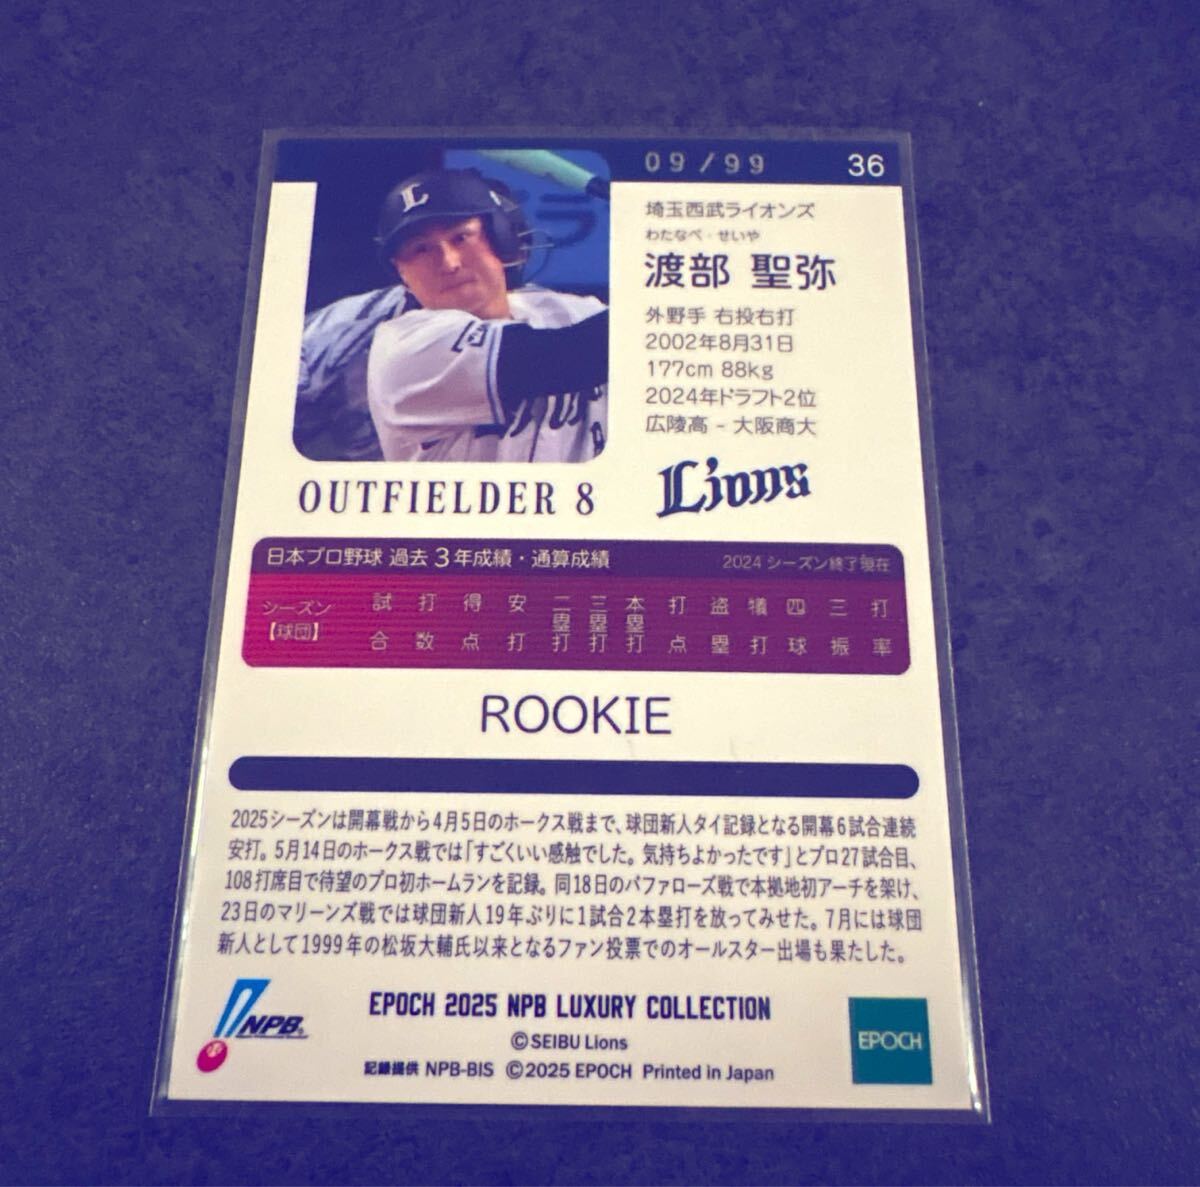 09/99
36
L
埼玉西武ライオンズ
わたなべ・せいや
渡部 聖弥
外野手 右投右打
2002年8月31日
177cm 88kg
2024年ドラフト2位
広陵高 - 大阪商大
OUTFIELDER 8
Lions
日本プロ野球 過去3年成績・通算成績
2024 シーズン終了現在
シーズン【球団】 試合 打数 得点 安打 二塁打 三塁打 本塁打 打点 盗塁 犠打 四球 三振 打率
ROOKIE
2025シーズンは開幕戦から4月5日のホークス戦まで、球団新人タイ記録となる開幕6試合連続
安打。5月14日のホークス戦では「すごくいい感触でした。気持ちよかったです」とプロ27試合目、
108打席目で待望のプロ初ホームランを記録。同18日のバファローズ戦で本拠地初アーチを架け、
23日のマリーンズ戦では球団新人19年ぶりに1試合2本塁打を放ってみせた。7月には球団
新人として1999年の松坂大輔氏以来となるファン投票でのオールスター出場も果たした。
NPB
EPOCH 2025 NPB LUXURY COLLECTION
©SEIBU Lions
記録提供 NPB-BIS ©2025 EPOCH Printed in Japan
EPOCH